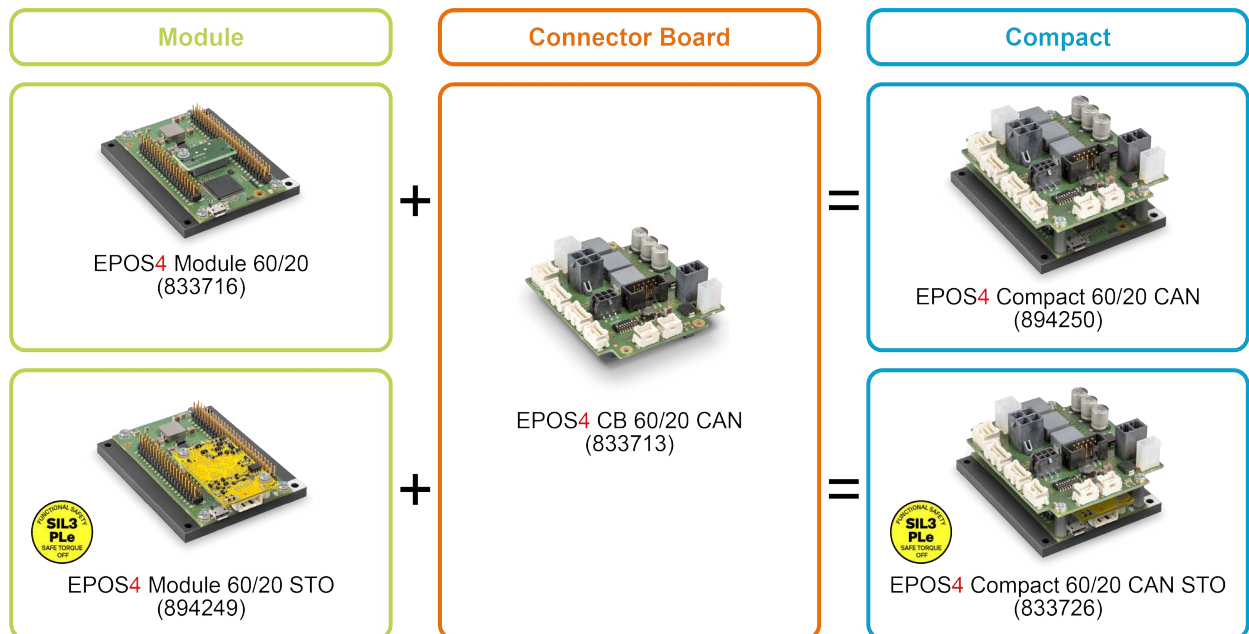 Module
Connector Board
Compact
EPOS4 Module 60/20
(833716)
+
EPOS4 CB 60/20 CAN
(833713)
=
EPOS4 Compact 60/20 CAN
(894250)
FUNCTIONAL SAFETY
SIL3
PLe
SAFE TORQUE
OFF
EPOS4 Module 60/20 STO
(894249)
+
=
FUNCTIONAL SAFETY
SIL3
PLe
SAFE TORQUE
OFF
EPOS4 Compact 60/20 CAN STO
(833726)